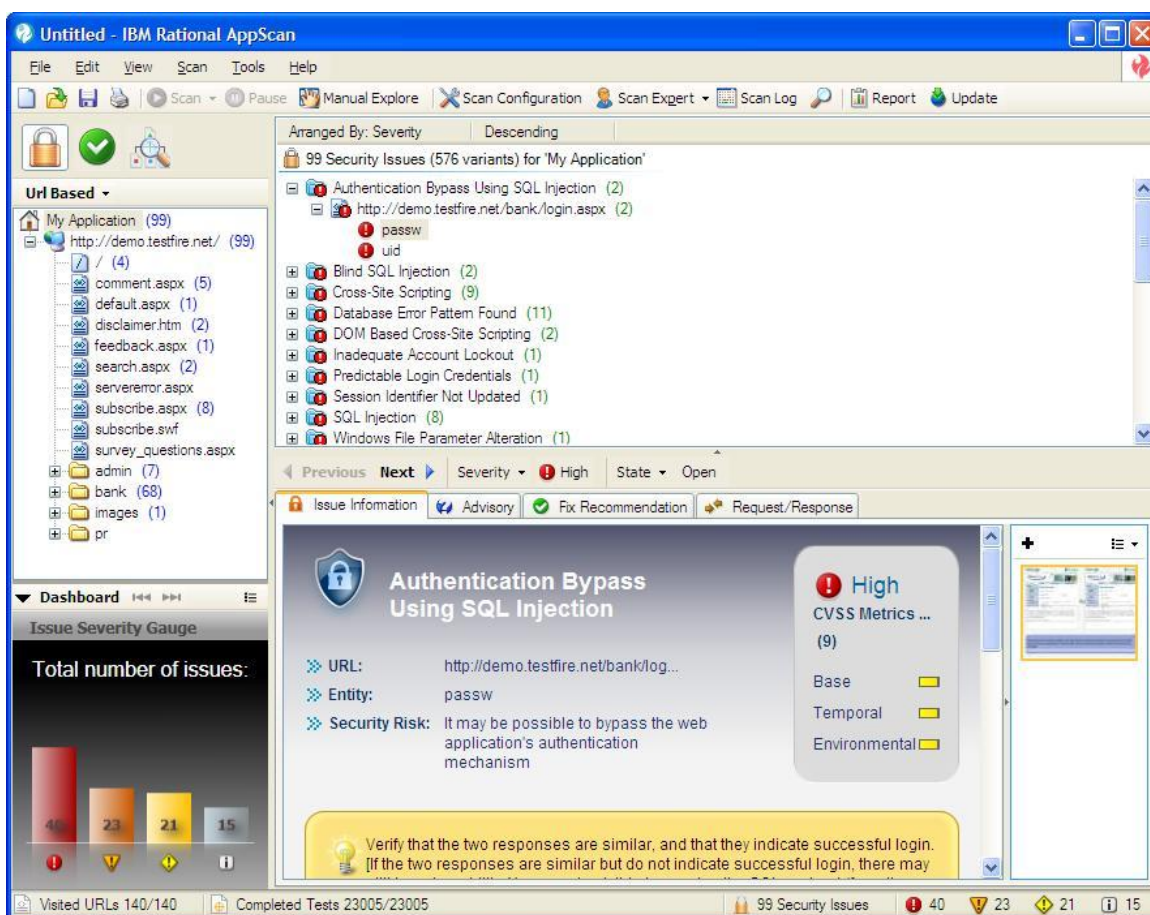 Untitled - IBM Rational AppScan
File Edit View Scan Tools Help
Scan Pause Manual Explore Scan Configuration Scan Expert Scan Log Report Update
Url Based
My Application (99)
http://demo.testfire.net/ (99)
/ (4)
comment.aspx (5)
default.aspx (1)
disclaimer.htm (2)
feedback.aspx (1)
search.aspx (2)
servererror.aspx
subscribe.aspx (8)
subscribe.swf
survey_questions.aspx
admin (7)
bank (68)
images (1)
pr
Dashboard
Issue Severity Gauge
Total number of issues:
40 23 21 15
Arranged By: Severity Descending
99 Security Issues (576 variants) for 'My Application'
Authentication Bypass Using SQL Injection (2)
http://demo.testfire.net/bank/login.aspx (2)
passw
uid
Blind SQL Injection (2)
Cross-Site Scripting (9)
Database Error Pattern Found (11)
DOM Based Cross-Site Scripting (2)
Inadequate Account Lockout (1)
Predictable Login Credentials (1)
Session Identifier Not Updated (1)
SQL Injection (8)
Windows File Parameter Alteration (1)
Previous Next Severity High State Open
Issue Information Advisory Fix Recommendation Request/Response
Authentication Bypass
Using SQL Injection
URL: http://demo.testfire.net/bank/log...
Entity: passw
Security Risk: It may be possible to bypass the web
application's authentication
mechanism
High
CVSS Metrics ...
(9)
Base
Temporal
Environmental
Verify that the two responses are similar, and that they indicate successful login.
[If the two responses are similar but do not indicate successful login, there may
Visited URLs 140/140 Completed Tests 23005/23005 99 Security Issues 40 23 21 15